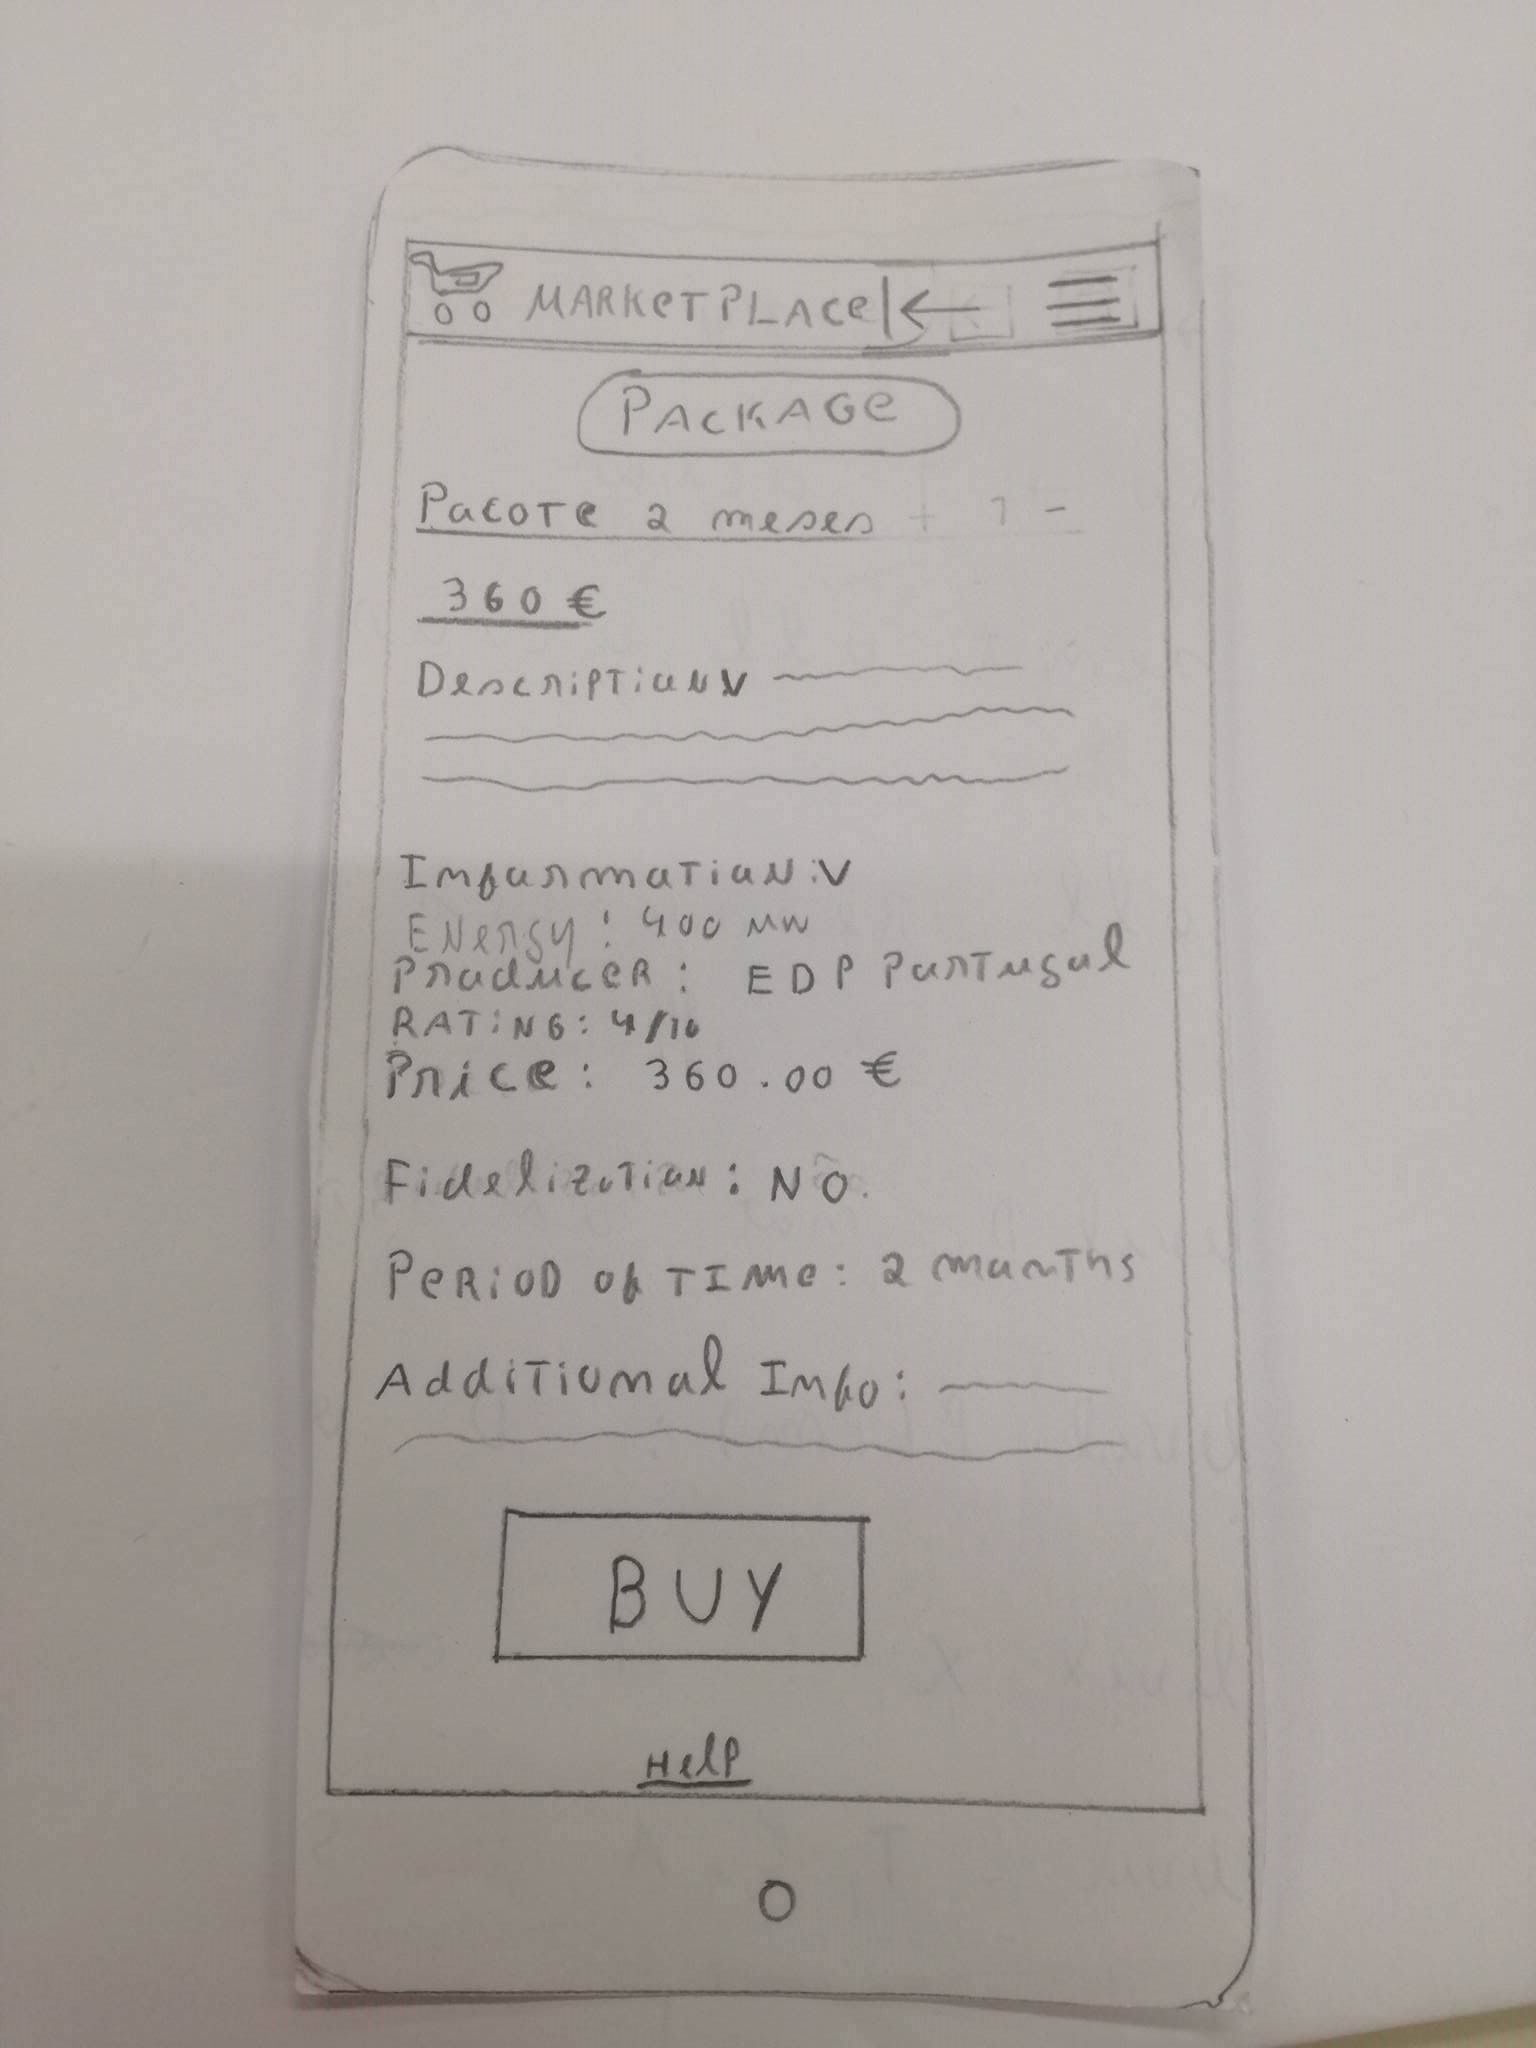 MARKETPLACE
PACKAGE
Pacote 2 meses + 1 -
360 €
Description
Information:
Energy: 400 MW
Producer: EDP Portugal
RATING: 4/10
Price: 360.00 €
Fidelization: NO.
PERIOD of TIMe: 2 months
Additional Info:
BUY
Help